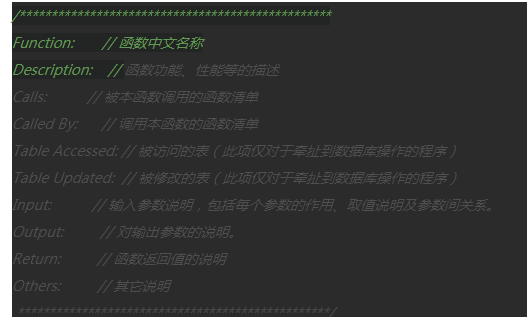 /*************************************************
Function: // 函数中文名称
Description: // 函数功能、性能等的描述
Calls: // 被本函数调用的函数清单
Called By: // 调用本函数的函数清单
Table Accessed: // 被访问的表（此项仅对于牵扯到数据库操作的程序）
Table Updated: // 被修改的表（此项仅对于牵扯到数据库操作的程序）
Input: // 输入参数说明，包括每个参数的作用、取值说明及参数间关系。
Output: // 对输出参数的说明。
Return: // 函数返回值的说明
Others: // 其它说明
*************************************************/